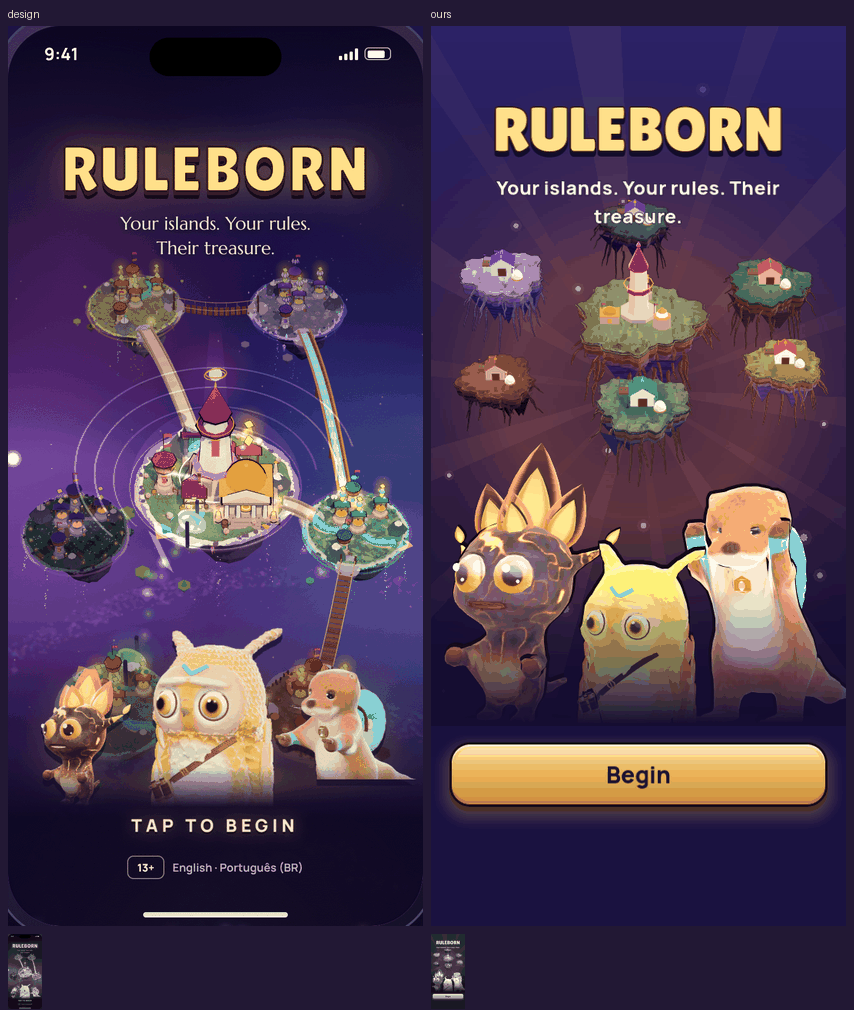 design
ours
9:41
RULEBORN
Your islands. Your rules.
Their treasure.
TAP TO BEGIN
13+ English · Português (BR)
RULEBORN
Your islands. Your rules. Their
treasure.
Begin